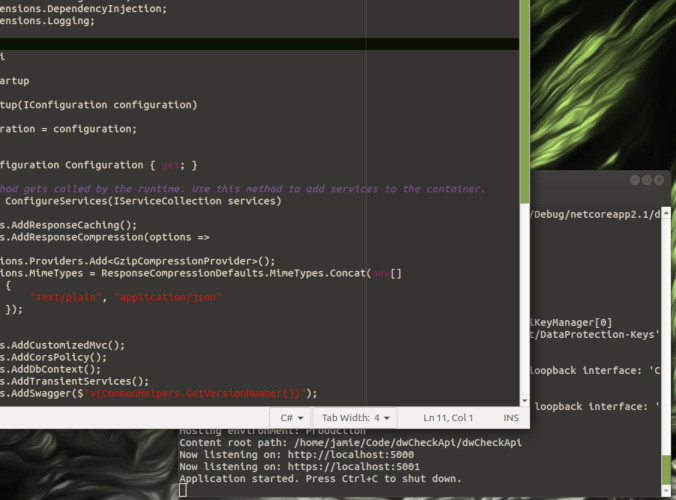 ensions.DependencyInjection;
ensions.Logging;
i
artup
tup(IConfiguration configuration)
ration = configuration;
figuration Configuration { get; }
hod gets called by the runtime. Use this method to add services to the container.
ConfigureServices(IServiceCollection services)
s.AddResponseCaching();
s.AddResponseCompression(options =>
ions.Providers.Add<GzipCompressionProvider>();
ions.MimeTypes = ResponseCompressionDefaults.MimeTypes.Concat(new[]
{
"text/plain", "application/json"
});
s.AddCustomizedMvc();
s.AddCorsPolicy();
s.AddDbContext();
s.AddTransientServices();
s.AddSwagger($"v{CommonHelpers.GetVersionNumber()}");
C# Tab Width: 4 Ln 11, Col 1 INS
/Debug/netcoreapp2.1/d
lKeyManager[0]
t/DataProtection-Keys'
loopback interface: 'C
loopback interface: '
Hosting environment: Production
Content root path: /home/jamie/Code/dwCheckApi/dwCheckApi
Now listening on: http://localhost:5000
Now listening on: https://localhost:5001
Application started. Press Ctrl+C to shut down.